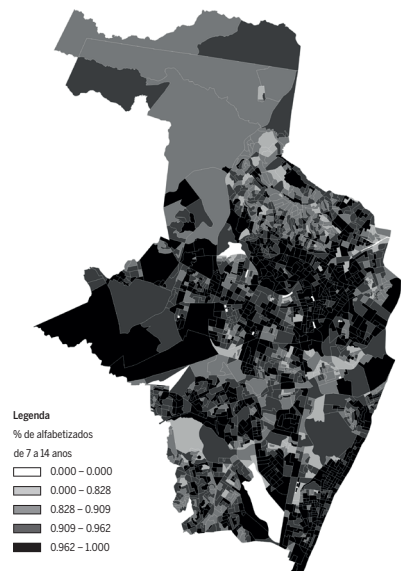 Legenda
% de alfabetizados
de 7 a 14 anos
0.000 – 0.000
0.000 – 0.828
0.828 – 0.909
0.909 – 0.962
0.962 – 1.000